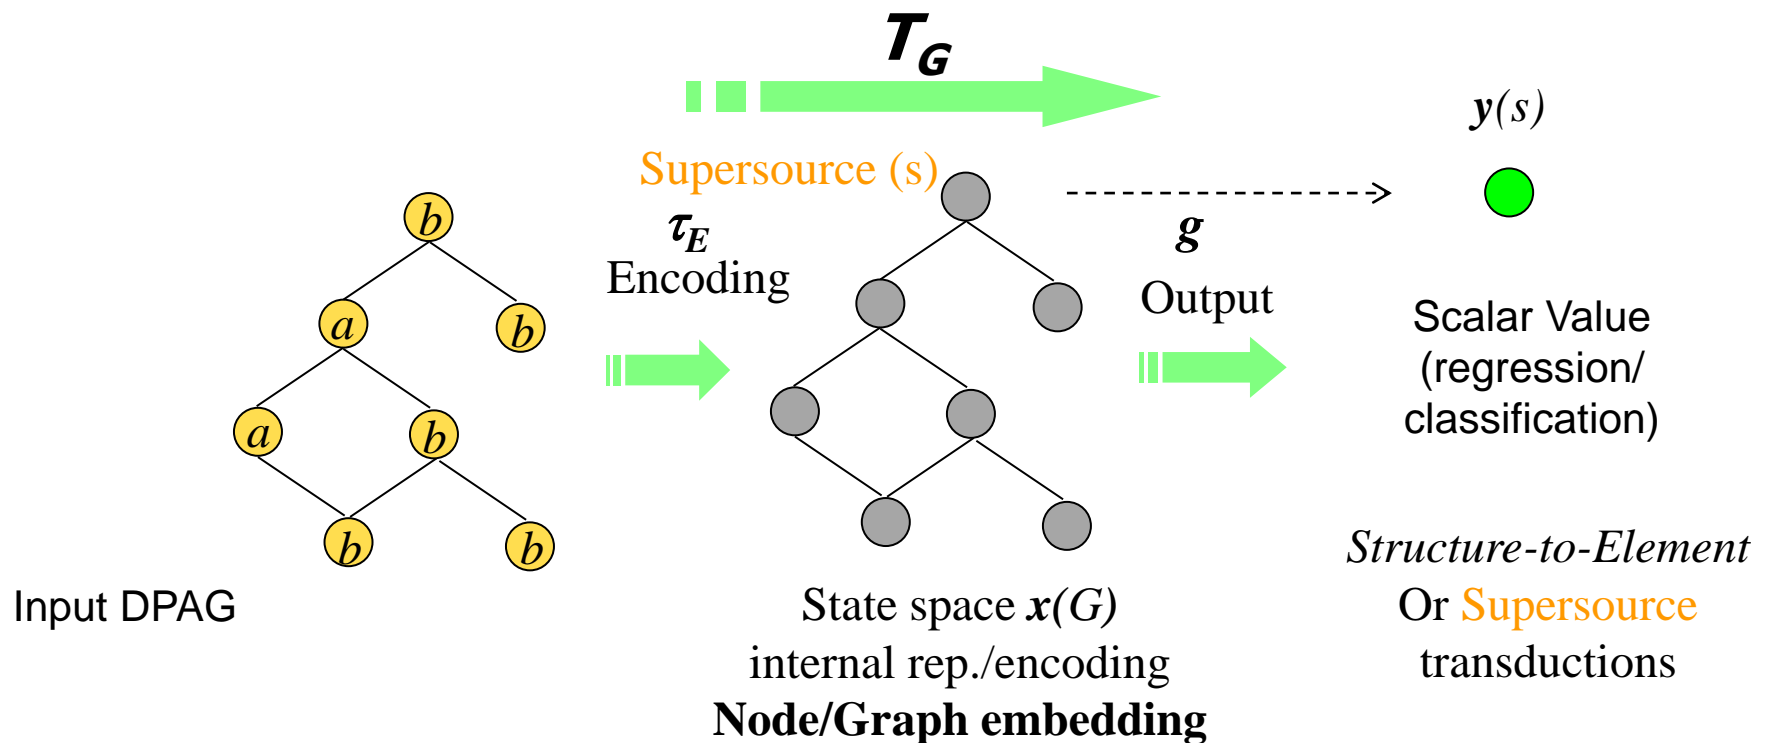 T_G
y(s)
Supersource (s)
τ_E
Encoding
g
Output
b
a
b
a
b
b
b
Scalar Value
(regression/
classification)
Input DPAG
State space x(G)
internal rep./encoding
Node/Graph embedding
Structure-to-Element
Or Supersource
transductions